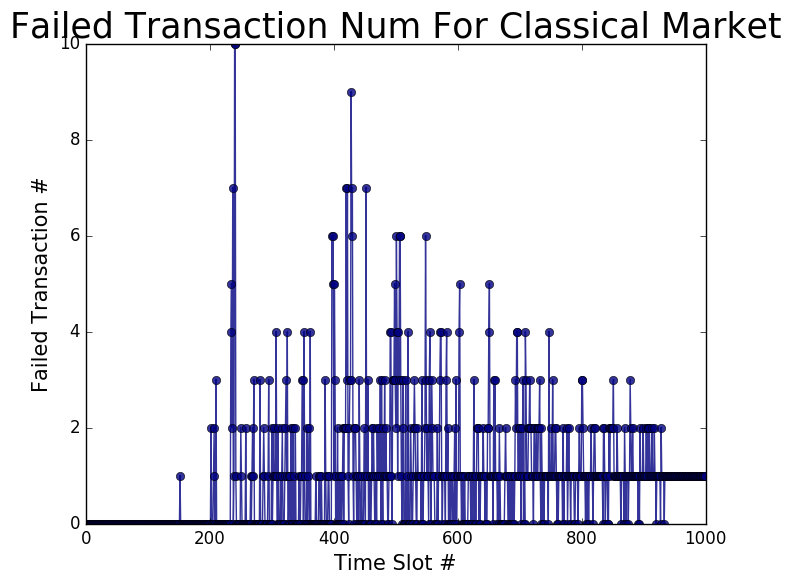 Failed Transaction Num For Classical Market
10
8
6
4
2
0
Failed Transaction #
0 200 400 600 800 1000
Time Slot #